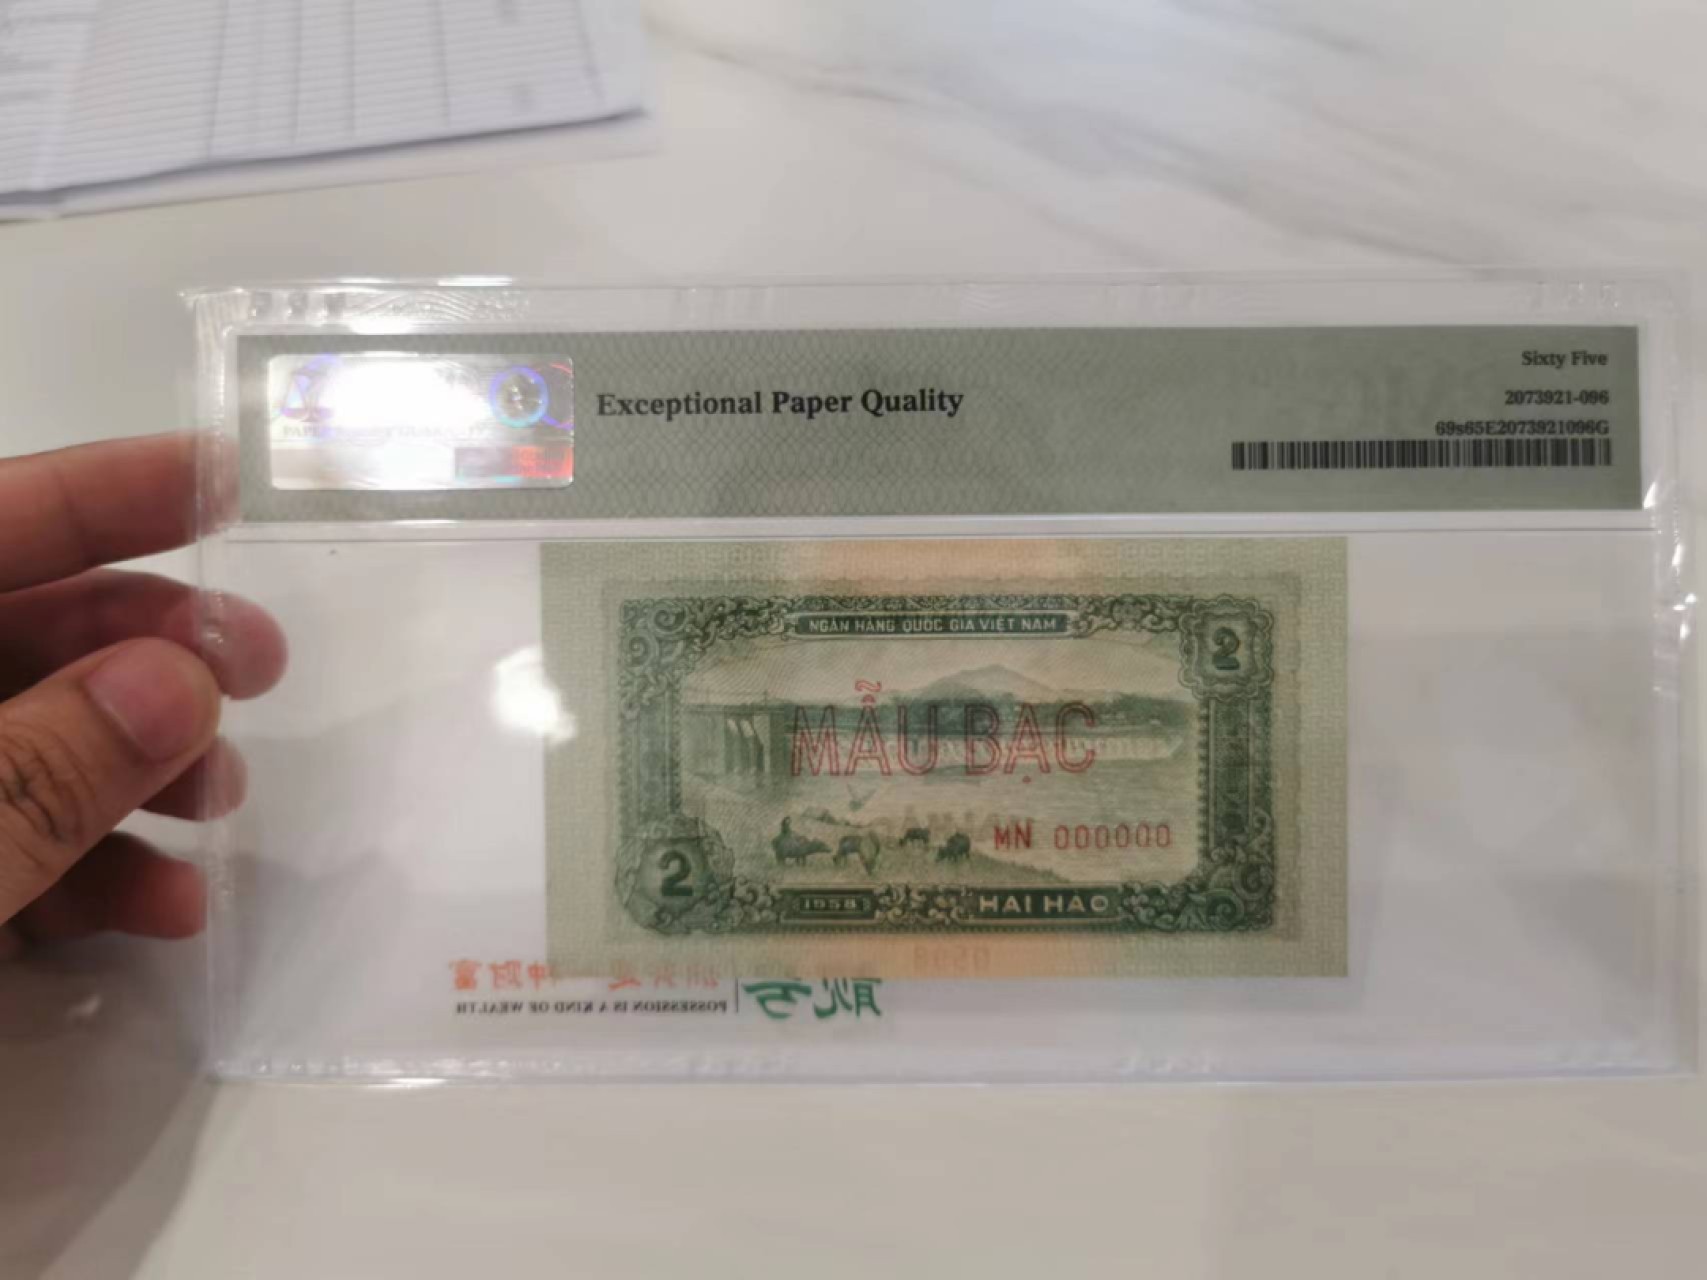 Sixty Five
Exceptional Paper Quality
2073921-096
69s65E2073921096G
NGÂN HÀNG QUỐC GIA VIỆT NAM
2
MẪU BẠC
MN 000000
2
1958
HAI HÀO
POSSESSION IS A KIND OF WEALTH